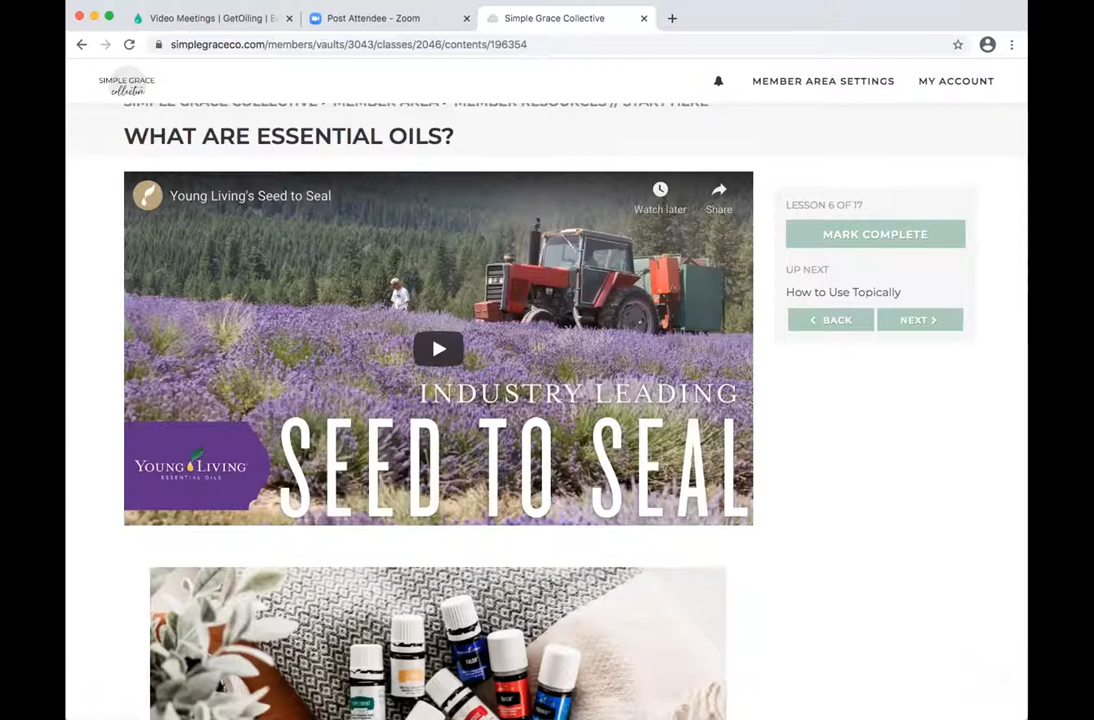 Video Meetings | GetOiling | E
Post Attendee - Zoom
Simple Grace Collective
simplegraceco.com/members/vaults/3043/classes/2046/contents/196354
SIMPLE GRACE
collective
MEMBER AREA SETTINGS
MY ACCOUNT
SIMPLE GRACE COLLECTIVE > MEMBER AREA > MEMBER RESOURCES // START HERE
WHAT ARE ESSENTIAL OILS?
Young Living's Seed to Seal
Watch later
Share
INDUSTRY LEADING
SEED TO SEAL
YOUNG LIVING
ESSENTIAL OILS
LESSON 6 OF 17
MARK COMPLETE
UP NEXT
How to Use Topically
< BACK
NEXT >